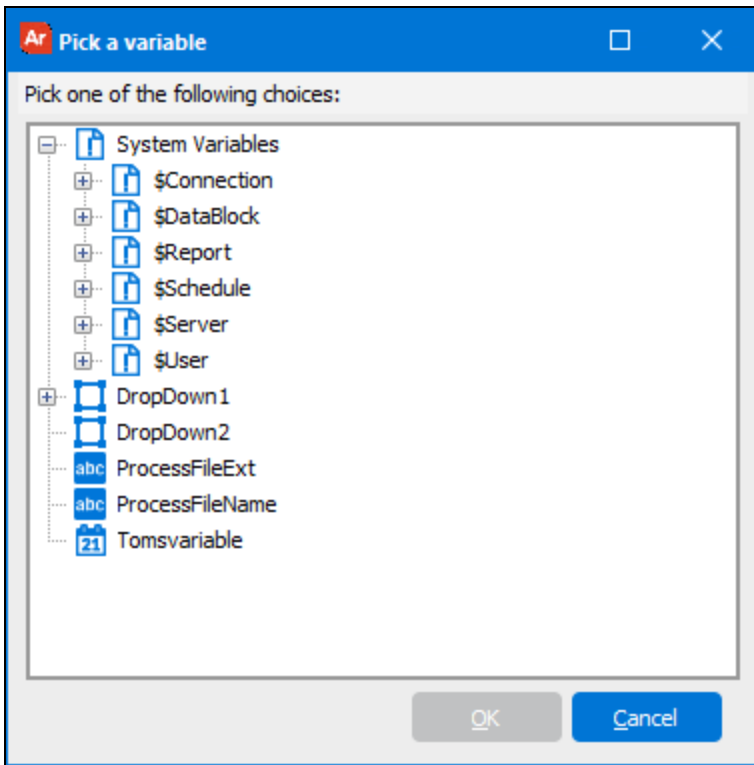 Ar Pick a variable
Pick one of the following choices:
System Variables
$Connection
$DataBlock
$Report
$Schedule
$Server
$User
DropDown1
DropDown2
abc ProcessFileExt
abc ProcessFileName
21 Tomsvariable
OK Cancel